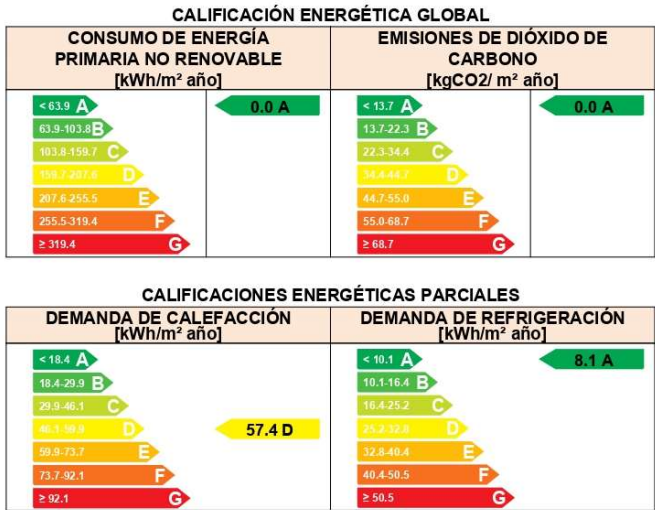 CALIFICACIÓN ENERGÉTICA GLOBAL
CONSUMO DE ENERGÍA
PRIMARIA NO RENOVABLE
[kWh/m² año]
EMISIONES DE DIÓXIDO DE
CARBONO
[kgCO2/ m² año]
< 63.9 A
63.9-103.8 B
103.8-159.7 C
159.7-207.6 D
207.6-255.5 E
255.5-319.4 F
≥ 319.4 G
0.0 A
< 13.7 A
13.7-22.3 B
22.3-34.4 C
34.4-44.7 D
44.7-55.0 E
55.0-68.7 F
≥ 68.7 G
0.0 A
CALIFICACIONES ENERGÉTICAS PARCIALES
DEMANDA DE CALEFACCIÓN
[kWh/m² año]
DEMANDA DE REFRIGERACIÓN
[kWh/m² año]
< 18.4 A
18.4-29.9 B
29.9-46.1 C
46.1-59.9 D
59.9-73.7 E
73.7-92.1 F
≥ 92.1 G
57.4 D
< 10.1 A
10.1-16.4 B
16.4-25.2 C
25.2-32.8 D
32.8-40.4 E
40.4-50.5 F
≥ 50.5 G
8.1 A